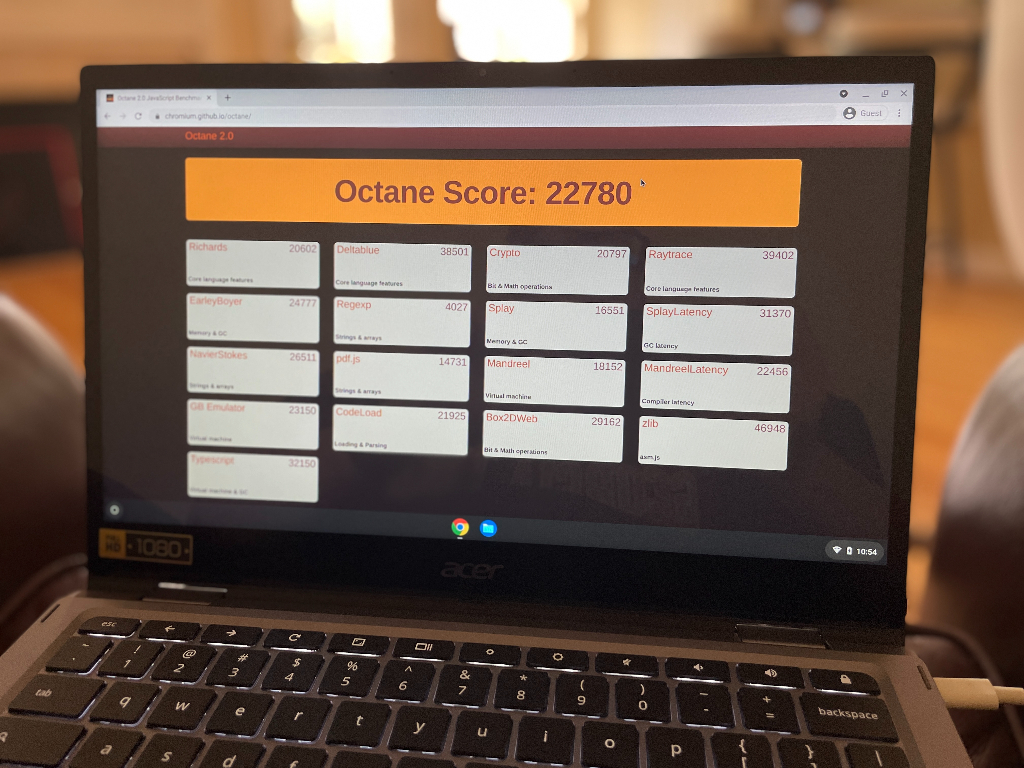 Octane 2.0 JavaScript Benchma
chromium.github.io/octane/
Guest
Octane 2.0
Octane Score: 22780
Richards 20602
Core language features
Deltablue 38501
Core language features
Crypto 20797
Bit & Math operations
Raytrace 39402
Core language features
EarleyBoyer 24777
Memory & GC
Regexp 4027
Strings & arrays
Splay 16551
Memory & GC
SplayLatency 31370
GC latency
NavierStokes 26511
Strings & arrays
pdf.js 14731
Strings & arrays
Mandreel 18152
Virtual machine
MandreelLatency 22456
Compiler latency
GB Emulator 23150
Virtual machine
CodeLoad 21925
Loading & Parsing
Box2DWeb 29162
Bit & Math operations
zlib 46948
asm.js
Typescript 32150
Virtual machine & GC
10:54
FULL HD 1080
acer
esc
! @ # $ % ^ & * ( ) _ +
1 2 3 4 5 6 7 8 9 0 - = backspace
tab q w e r t y u i o p { } |
a s d f